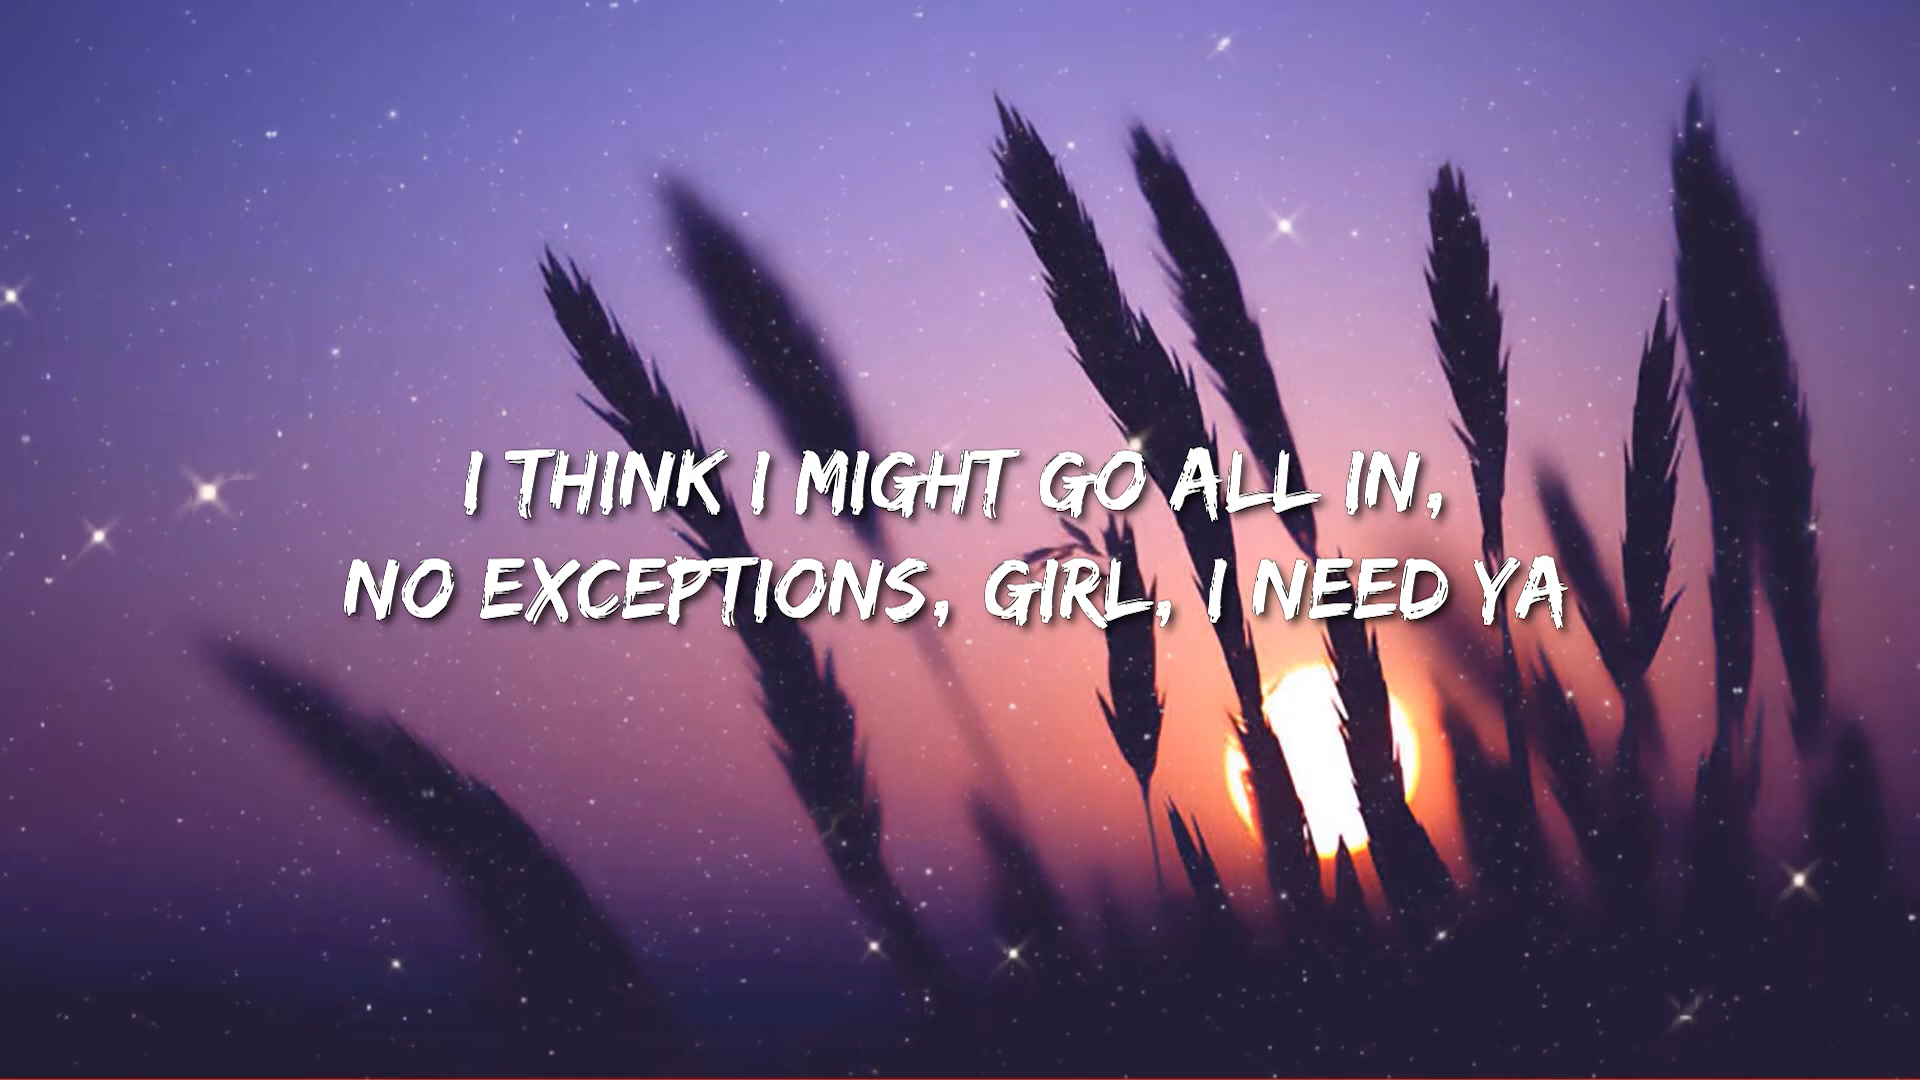 I THINK I MIGHT GO ALL IN,
NO EXCEPTIONS, GIRL, I NEED YA